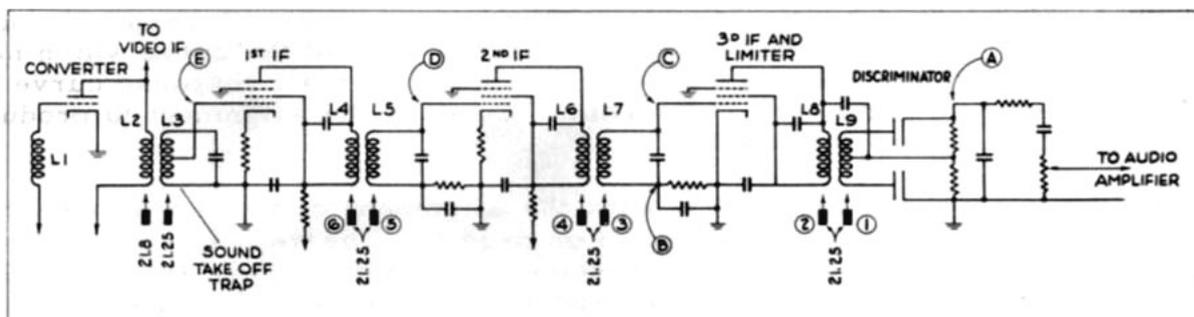 TO
VIDEO IF
CONVERTER
E
1ST IF
D
2ND IF
C
3D IF AND
LIMITER
DISCRIMINATOR
A
L1
L2
L3
L4
L5
L6
L7
L8
L9
TO AUDIO
AMPLIFIER
B
6
5
4
3
2
1
21.8
21.25
SOUND
TAKE OFF
TRAP
21.25
21.25
21.25